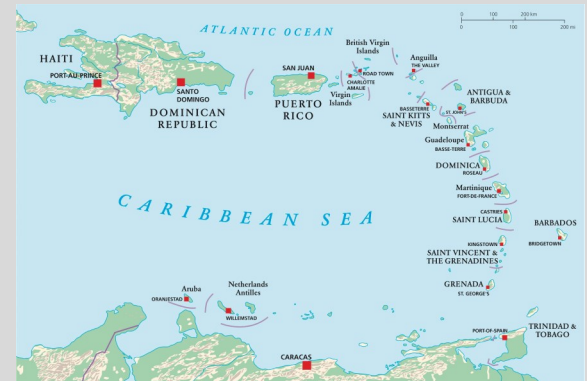 ATLANTIC OCEAN
0 100 200 km
0 100 200 mi
HAITI
PORT-AU-PRINCE
SANTO
DOMINGO
DOMINICAN
REPUBLIC
SAN JUAN
PUERTO
RICO
British Virgin
Islands
ROAD TOWN
CHARLOTTE
AMALIE
Virgin
Islands
Anguilla
THE VALLEY
BASSETERRE
SAINT KITTS
& NEVIS
ANTIGUA &
BARBUDA
ST. JOHN'S
Montserrat
Guadeloupe
BASSE-TERRE
DOMINICA
ROSEAU
Martinique
FORT-DE-FRANCE
CASTRIES
SAINT LUCIA
BARBADOS
BRIDGETOWN
KINGSTOWN
SAINT VINCENT &
THE GRENADINES
GRENADA
ST. GEORGE'S
CARIBBEAN SEA
Aruba
ORANJESTAD
Netherlands
Antilles
WILLEMSTAD
PORT-OF-SPAIN
TRINIDAD &
TOBAGO
CARACAS